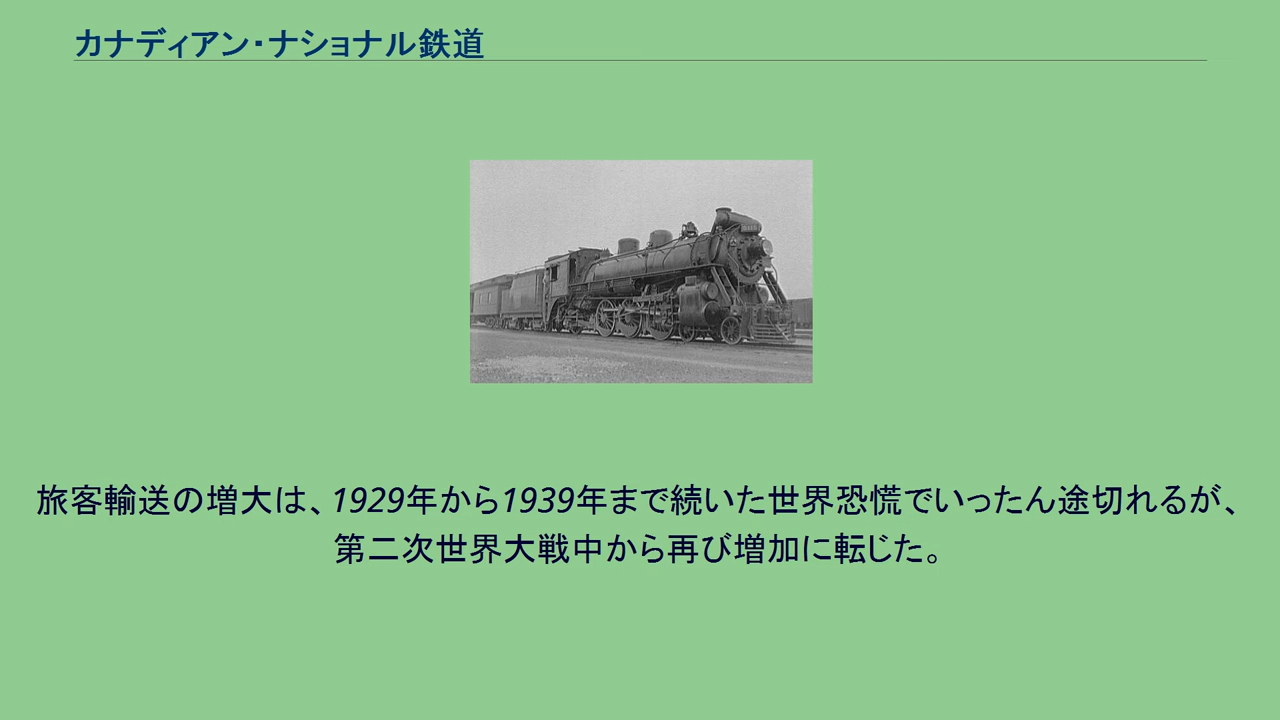 カナディアン・ナショナル鉄道
旅客輸送の増大は、1929年から1939年まで続いた世界恐慌でいったん途切れるが、
第二次世界大戦中から再び増加に転じた。